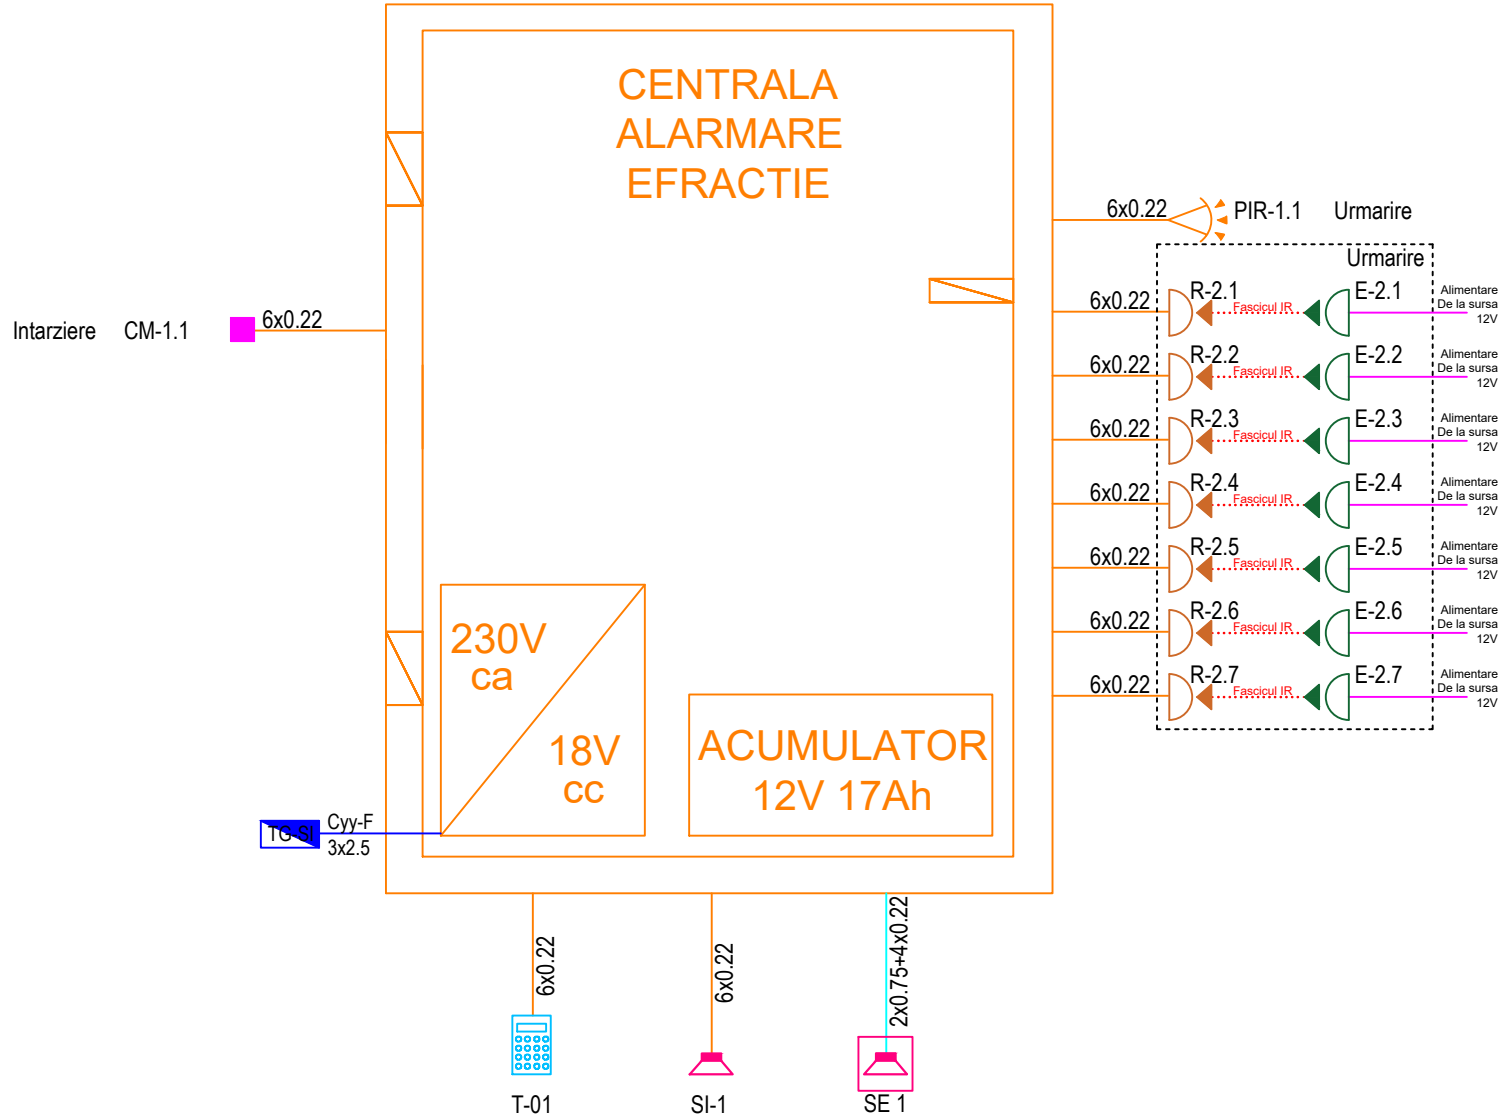 CENTRALA
ALARMARE
EFRACTIE
6x0.22 PIR-1.1 Urmarire
Urmarire
6x0.22 R-2.1 Fascicul IR E-2.1 Alimentare
De la sursa
12V
6x0.22 R-2.2 Fascicul IR E-2.2 Alimentare
De la sursa
12V
6x0.22 R-2.3 Fascicul IR E-2.3 Alimentare
De la sursa
12V
6x0.22 R-2.4 Fascicul IR E-2.4 Alimentare
De la sursa
12V
6x0.22 R-2.5 Fascicul IR E-2.5 Alimentare
De la sursa
12V
6x0.22 R-2.6 Fascicul IR E-2.6 Alimentare
De la sursa
12V
6x0.22 R-2.7 Fascicul IR E-2.7 Alimentare
De la sursa
12V
Intarziere CM-1.1 6x0.22
230V
ca
18V
cc
ACUMULATOR
12V 17Ah
TG-SI Cyy-F
3x2.5
6x0.22
6x0.22
2x0.75+4x0.22
T-01
SI-1
SE 1